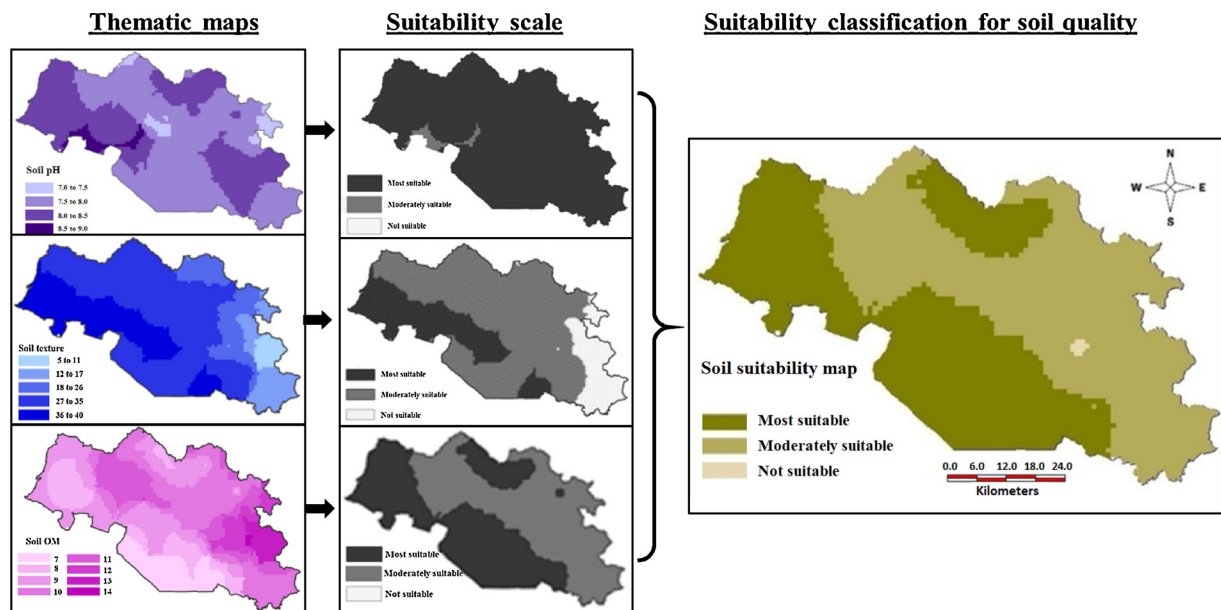 Thematic maps
Suitability scale
Suitability classification for soil quality
Soil pH
7.0 to 7.5
7.5 to 8.0
8.0 to 8.5
8.5 to 9.0
Most suitable
Moderately suitable
Not suitable
Soil texture
5 to 11
12 to 17
18 to 26
27 to 35
36 to 40
Most suitable
Moderately suitable
Not suitable
Soil OM
7
8
9
10
11
12
13
14
Most suitable
Moderately suitable
Not suitable
N
W E
S
Soil suitability map
Most suitable
Moderately suitable
Not suitable
0.0 6.0 12.0 18.0 24.0
Kilometers